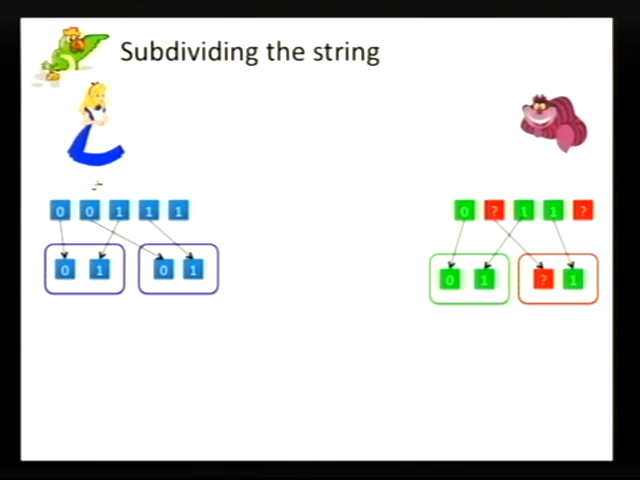 Subdividing the string
0 0 1 1 1
0 ? 1 1 ?
0 1
0 1
0 1
? 1